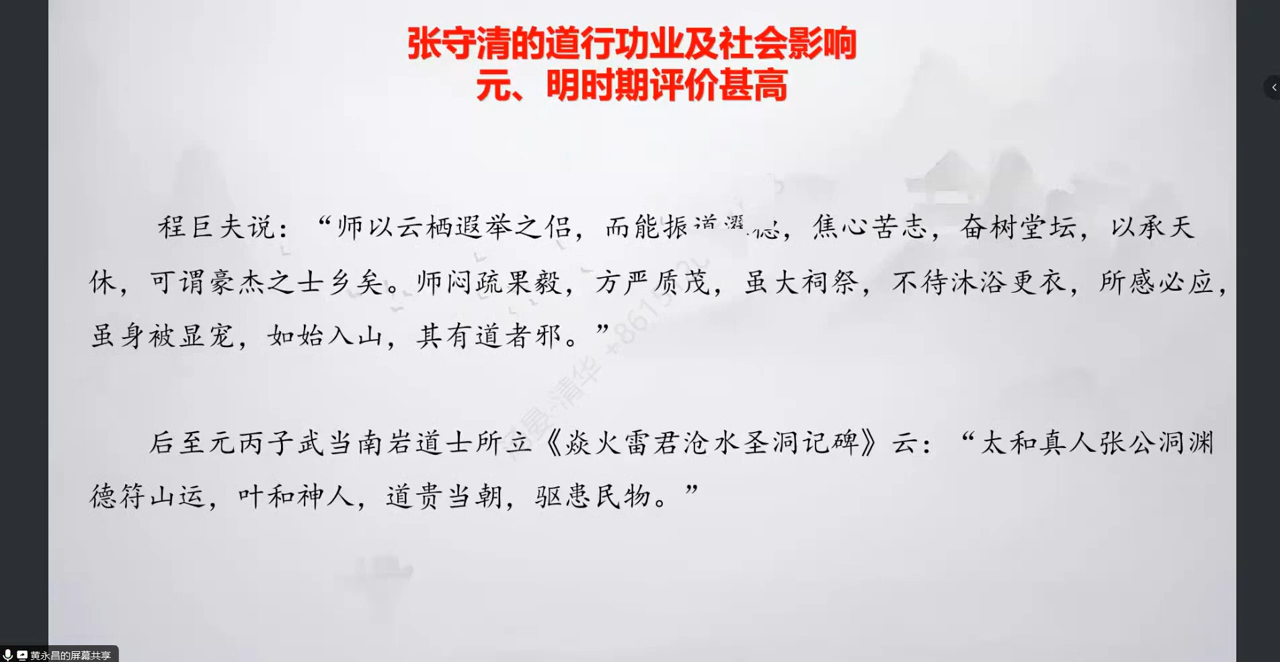 张守清的道行功业及社会影响
元、明时期评价甚高
程巨夫说：“师以云栖遐举之侣，而能振道，焦心苦志，奋树堂坛，以承天
休，可谓豪杰之士乡矣。师闷疏果毅，方严质茂，虽大祠祭，不待沐浴更衣，所感必应，
虽身被显宠，如始入山，其有道者邪。”
后至元丙子武当南岩道士所立《焱火雷君沧水圣洞记碑》云：“太和真人张公洞渊
德符山运，叶和神人，道贵当朝，驱患民物。”
黄永昌的屏幕共享